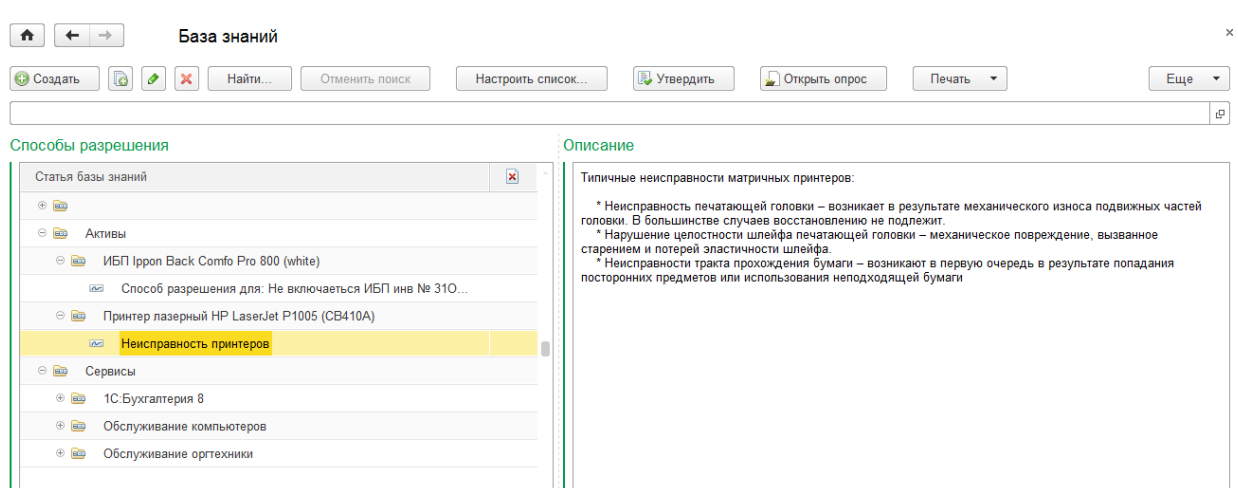 База знаний
Создать Найти... Отменить поиск Настроить список... Утвердить Открыть опрос Печать Еще
Способы разрешения
Статья базы знаний
Активы
ИБП Ippon Back Comfo Pro 800 (white)
Способ разрешения для: Не включаеться ИБП инв № 31О...
Принтер лазерный HP LaserJet P1005 (CB410A)
Неисправность принтеров
Сервисы
1С:Бухгалтерия 8
Обслуживание компьютеров
Обслуживание оргтехники
Описание
Типичные неисправности матричных принтеров:
* Неисправность печатающей головки – возникает в результате механического износа подвижных частей
головки. В большинстве случаев восстановлению не подлежит.
* Нарушение целостности шлейфа печатающей головки – механическое повреждение, вызванное
старением и потерей эластичности шлейфа.
* Неисправности тракта прохождения бумаги – возникают в первую очередь в результате попадания
посторонних предметов или использования неподходящей бумаги